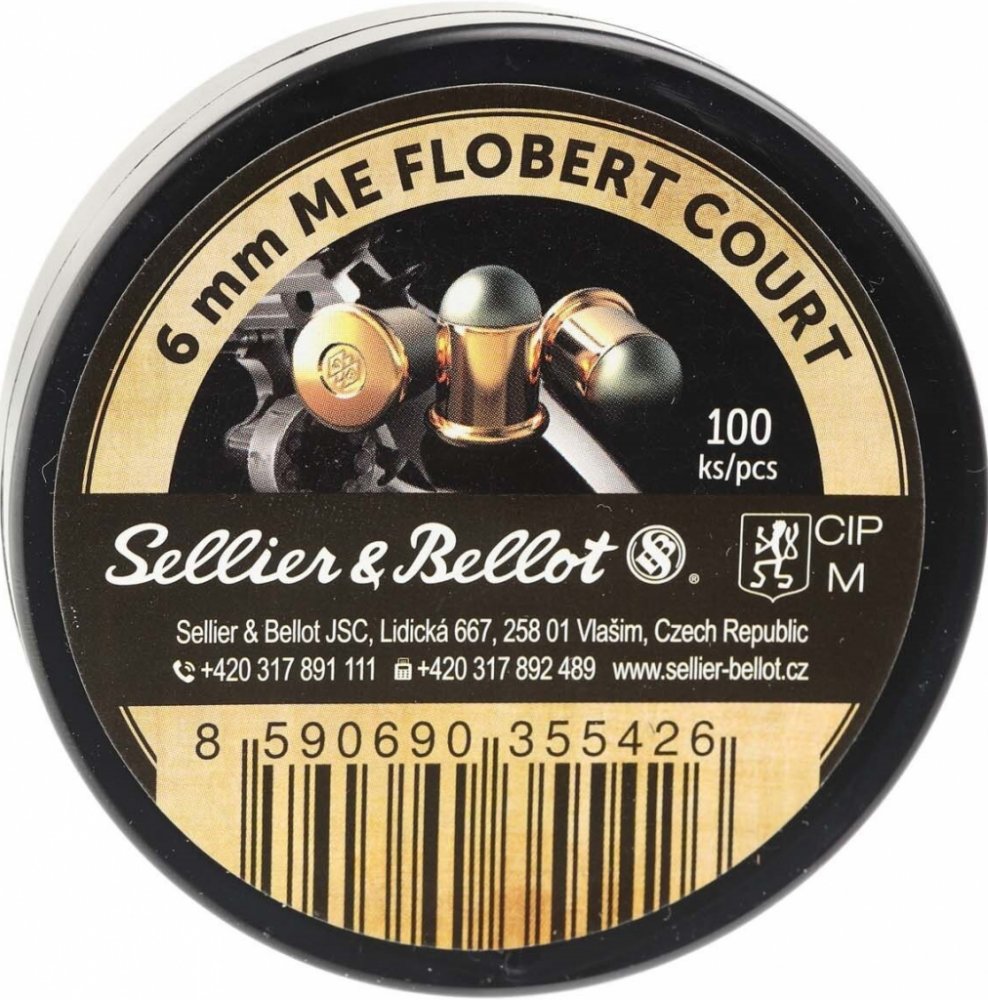 6 mm ME FLOBERT COURT
100
ks/pcs
Sellier & Bellot SB ®
CIP
M
Sellier & Bellot JSC, Lidická 667, 258 01 Vlašim, Czech Republic
+420 317 891 111 +420 317 892 489 www.sellier-bellot.cz
8 590690 355426